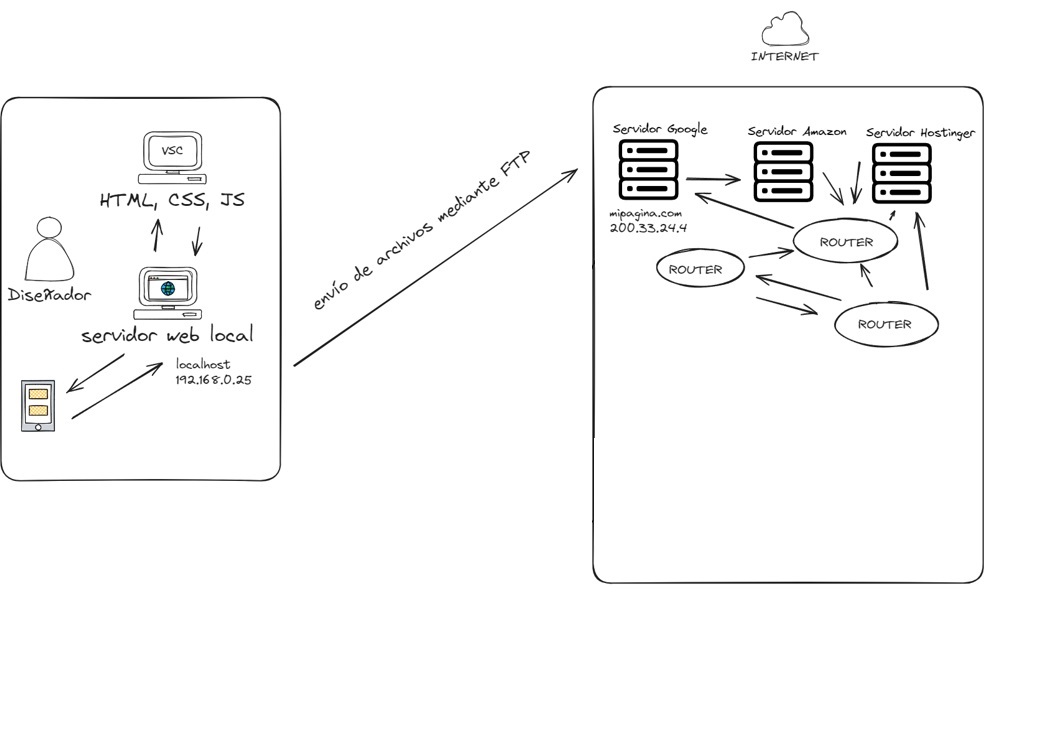 INTERNET
VSC
HTML, CSS, JS
Diseñador
servidor web local
localhost
192.168.0.25
envío de archivos mediante FTP
Servidor Google
Servidor Amazon
Servidor Hostinger
mipagina.com
200.33.24.4
ROUTER
ROUTER
ROUTER